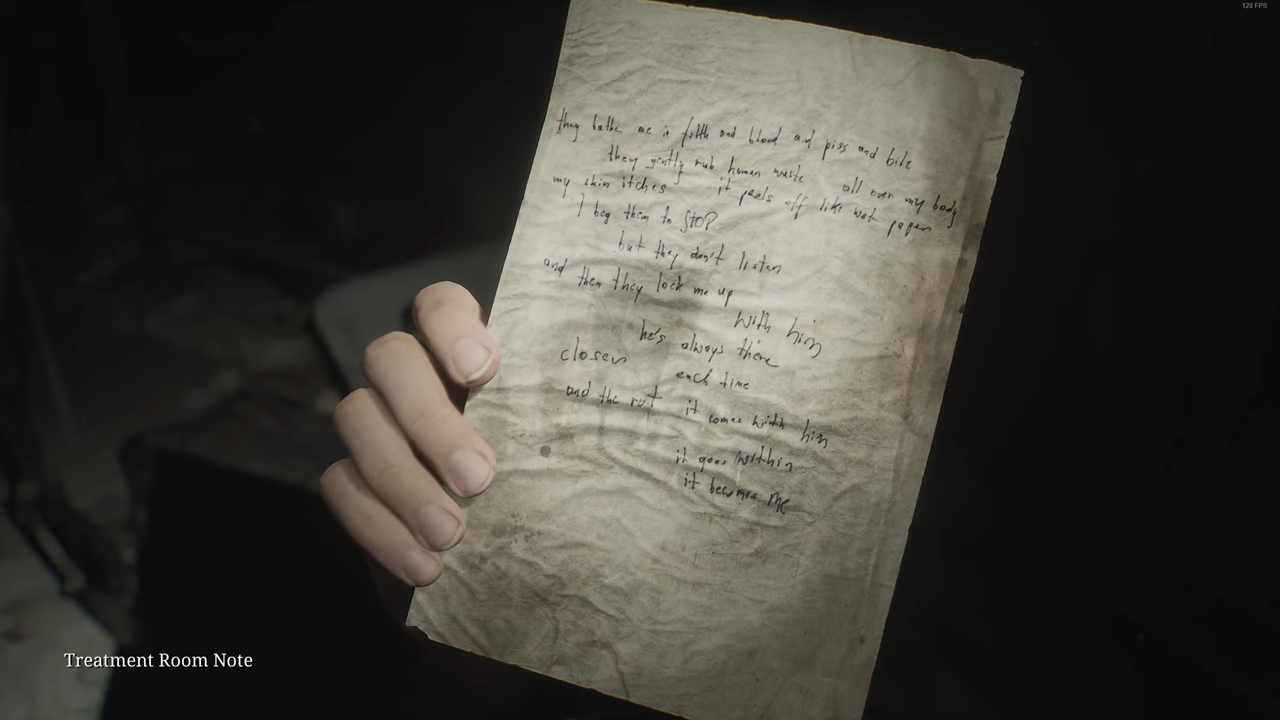 120 FPS
they bathe me in filth and blood and piss and bile
they gently rub human waste all over my body
my skin itches it peels off like wet paper
I beg them to STOP
but they don't listen
and then they lock me up
with him
he's always there
closer each time
and the rot it comes with him
it goes within
it becomes ME
Treatment Room Note